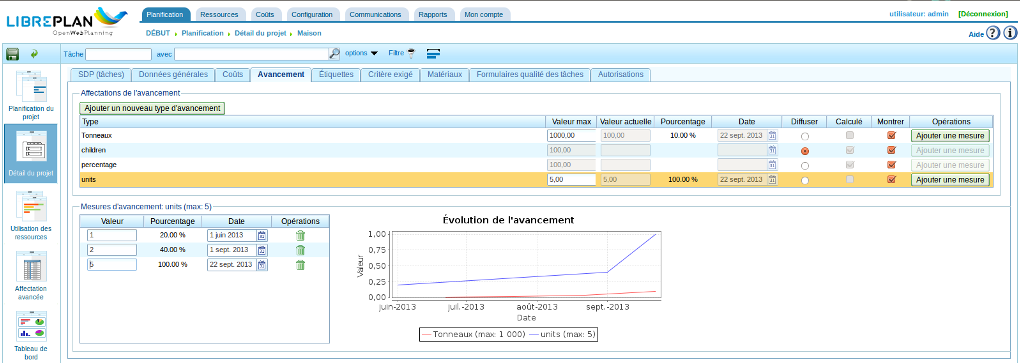 LIBREPLAN
OpenWebPlanning
Planification Ressources Coûts Configuration Communications Rapports Mon compte
utilisateur: admin [Déconnexion]
DÉBUT Planification Détail du projet Maison
Aide
Tâche avec options Filtre
Planification du projet
Détail du projet
Utilisation des ressources
Affectation avancée
Tableau de bord
SDP (tâches) Données générales Coûts Avancement Étiquettes Critère exigé Matériaux Formulaires qualité des tâches Autorisations
Affectations de l'avancement
Ajouter un nouveau type d'avancement
Type Valeur max Valeur actuelle Pourcentage Date Diffuser Calculé Montrer Opérations
Tonneaux 1000,00 100,00 10.00 % 22 sept. 2013 Ajouter une mesure
children 100,00 Ajouter une mesure
percentage 100,00 Ajouter une mesure
units 5,00 5,00 100.00 % 22 sept. 2013 Ajouter une mesure
Mesures d'avancement: units (max: 5)
Valeur Pourcentage Date Opérations
1 20.00 % 1 juin 2013
2 40.00 % 1 sept. 2013
5 100.00 % 22 sept. 2013
Évolution de l'avancement
Valeur
1,00
0,75
0,50
0,25
0,00
juin-2013 juil.-2013 août-2013 sept.-2013
Date
Tonneaux (max: 1 000) units (max: 5)